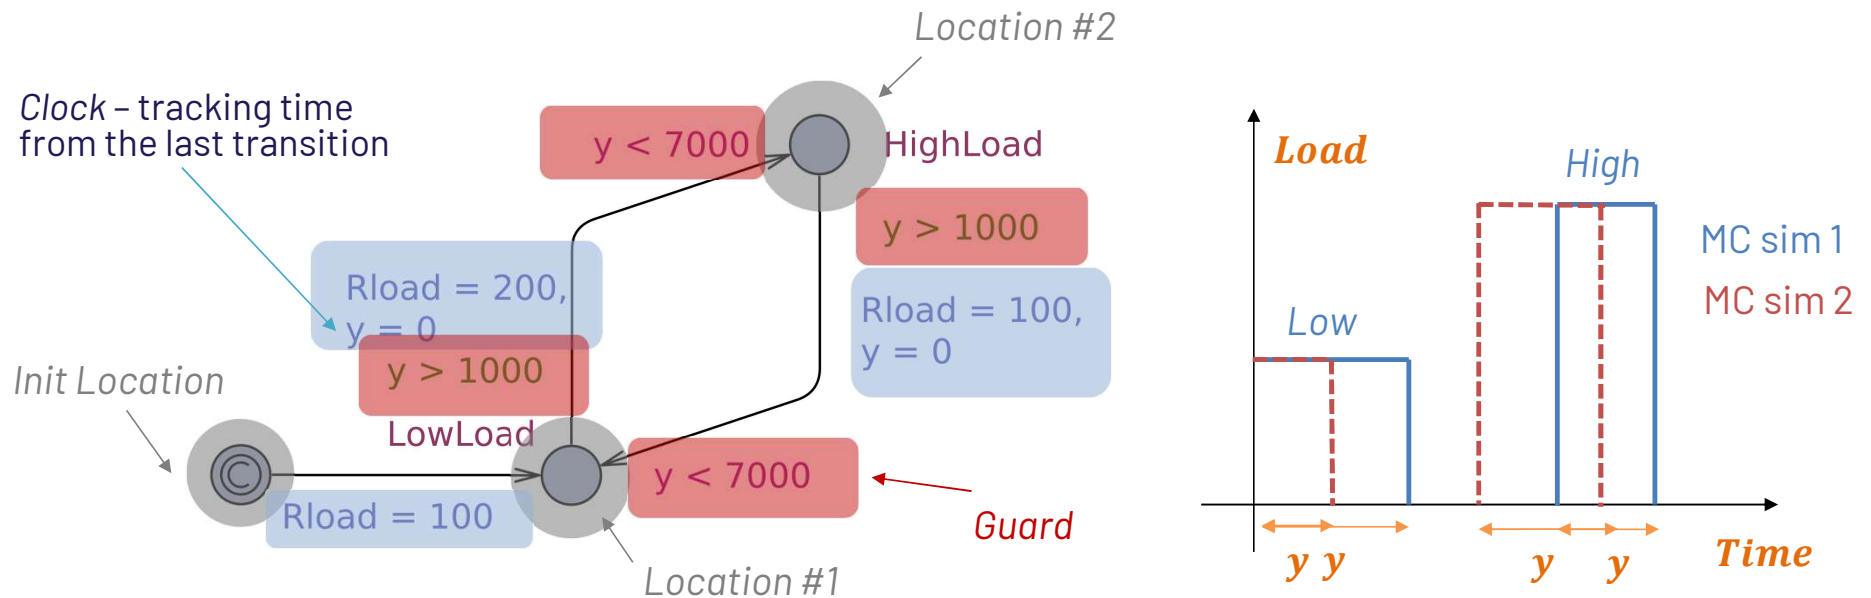 Location #2
Clock – tracking time
from the last transition
y < 7000
HighLoad
y > 1000
Rload = 200,
y = 0
Rload = 100,
y = 0
y > 1000
Init Location
LowLoad
y < 7000
Rload = 100
Guard
Location #1
Load
High
Low
MC sim 1
MC sim 2
y y
y
y
Time